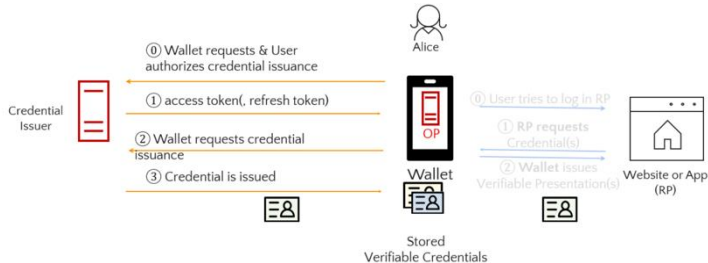 Alice
⓪ Wallet requests & User
authorizes credential issuance
① access token(, refresh token)
② Wallet requests credential
issuance
③ Credential is issued
Credential
Issuer
OP
Wallet
Stored
Verifiable Credentials
⓪ User tries to log in RP
① RP requests
Credential(s)
② Wallet issues
Verifiable Presentation(s)
Website or App
(RP)